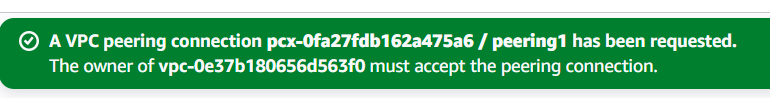 A VPC peering connection pcx-0fa27fdb162a475a6 / peering1 has been requested.
The owner of vpc-0e37b180656d563f0 must accept the peering connection.